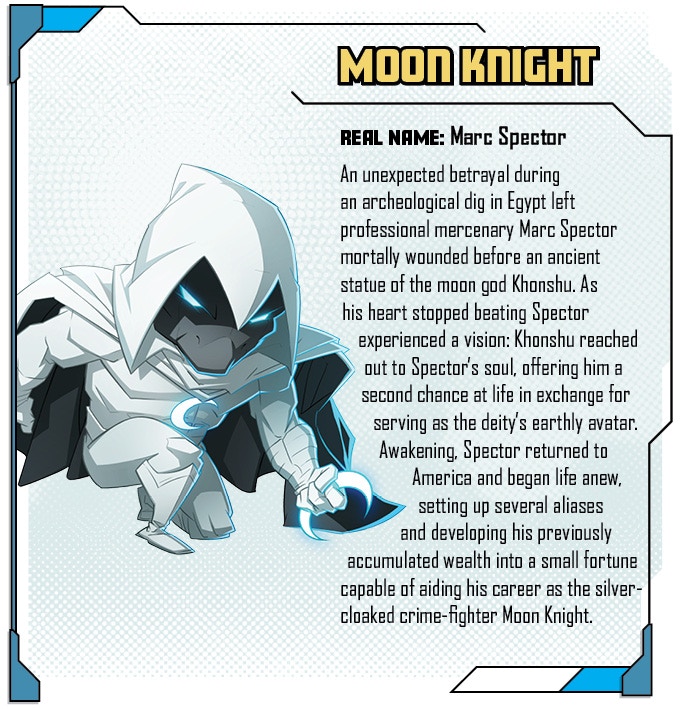 MOON KNIGHT
REAL NAME: Marc Spector
An unexpected betrayal during
an archeological dig in Egypt left
professional mercenary Marc Spector
mortally wounded before an ancient
statue of the moon god Khonshu. As
his heart stopped beating Spector
experienced a vision: Khonshu reached
out to Spector's soul, offering him a
second chance at life in exchange for
serving as the deity's earthly avatar.
Awakening, Spector returned to
America and began life anew,
setting up several aliases
and developing his previously
accumulated wealth into a small fortune
capable of aiding his career as the silver-
cloaked crime-fighter Moon Knight.